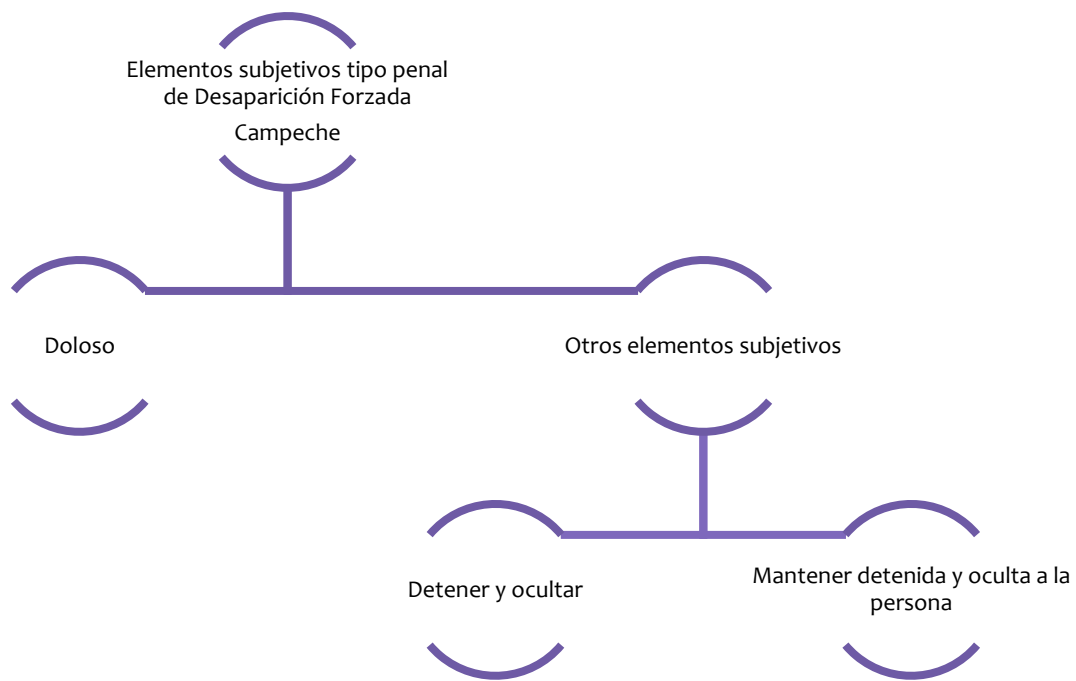 Elementos subjetivos tipo penal
de Desaparición Forzada
Campeche
Doloso
Otros elementos subjetivos
Detener y ocultar
Mantener detenida y oculta a la
persona